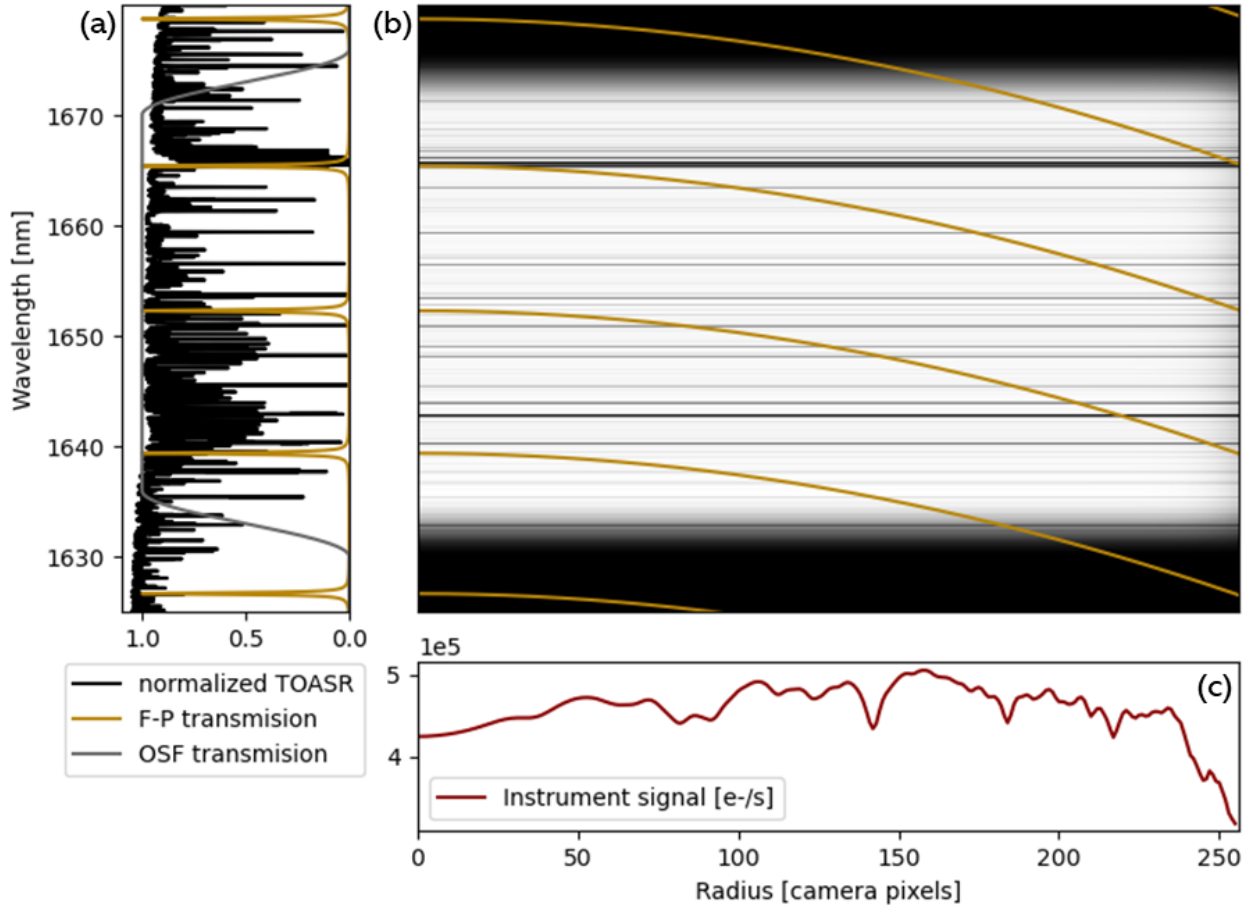 (a)
(b)
Wavelength [nm]
1670
1660
1650
1640
1630
1.0 0.5 0.0
normalized TOASR
F-P transmision
OSF transmision
1e5
5
4
(c)
Instrument signal [e-/s]
0 50 100 150 200 250
Radius [camera pixels]